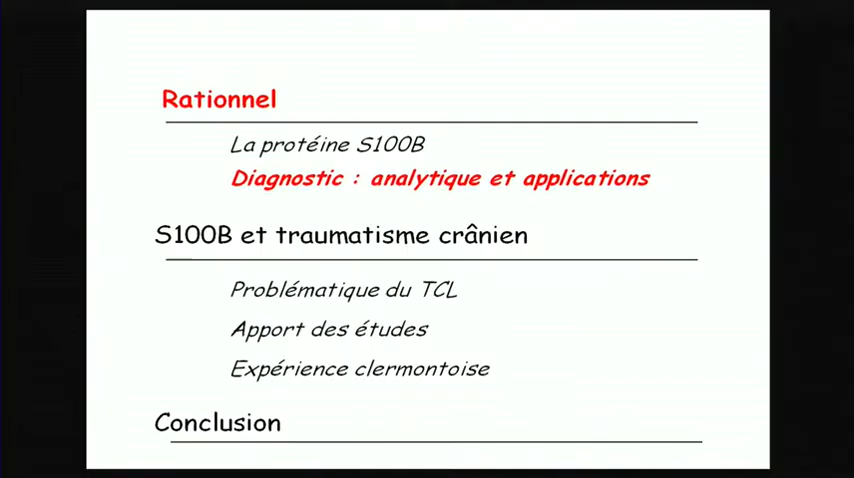 Rationnel
La protéine S100B
Diagnostic : analytique et applications
S100B et traumatisme crânien
Problématique du TCL
Apport des études
Expérience clermontoise
Conclusion